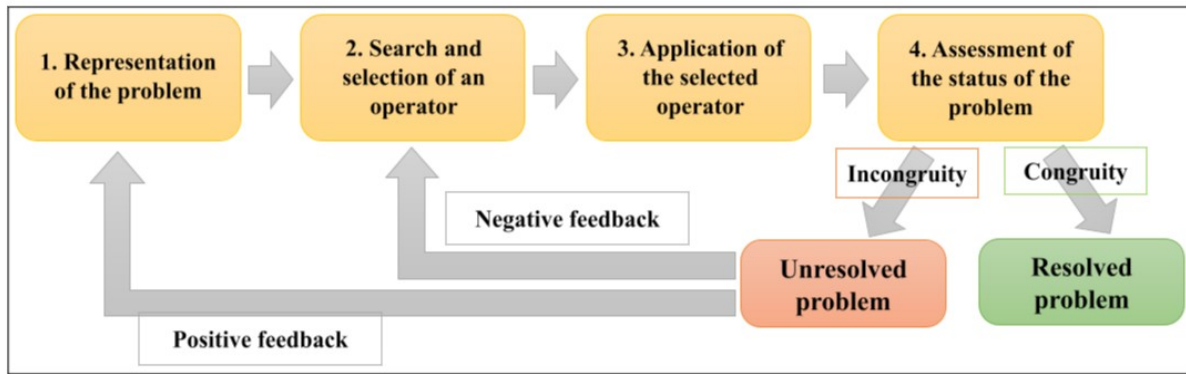 1. Representation
of the problem
2. Search and
selection of an
operator
3. Application of
the selected
operator
4. Assessment of
the status of the
problem
Incongruity
Congruity
Negative feedback
Unresolved
problem
Resolved
problem
Positive feedback